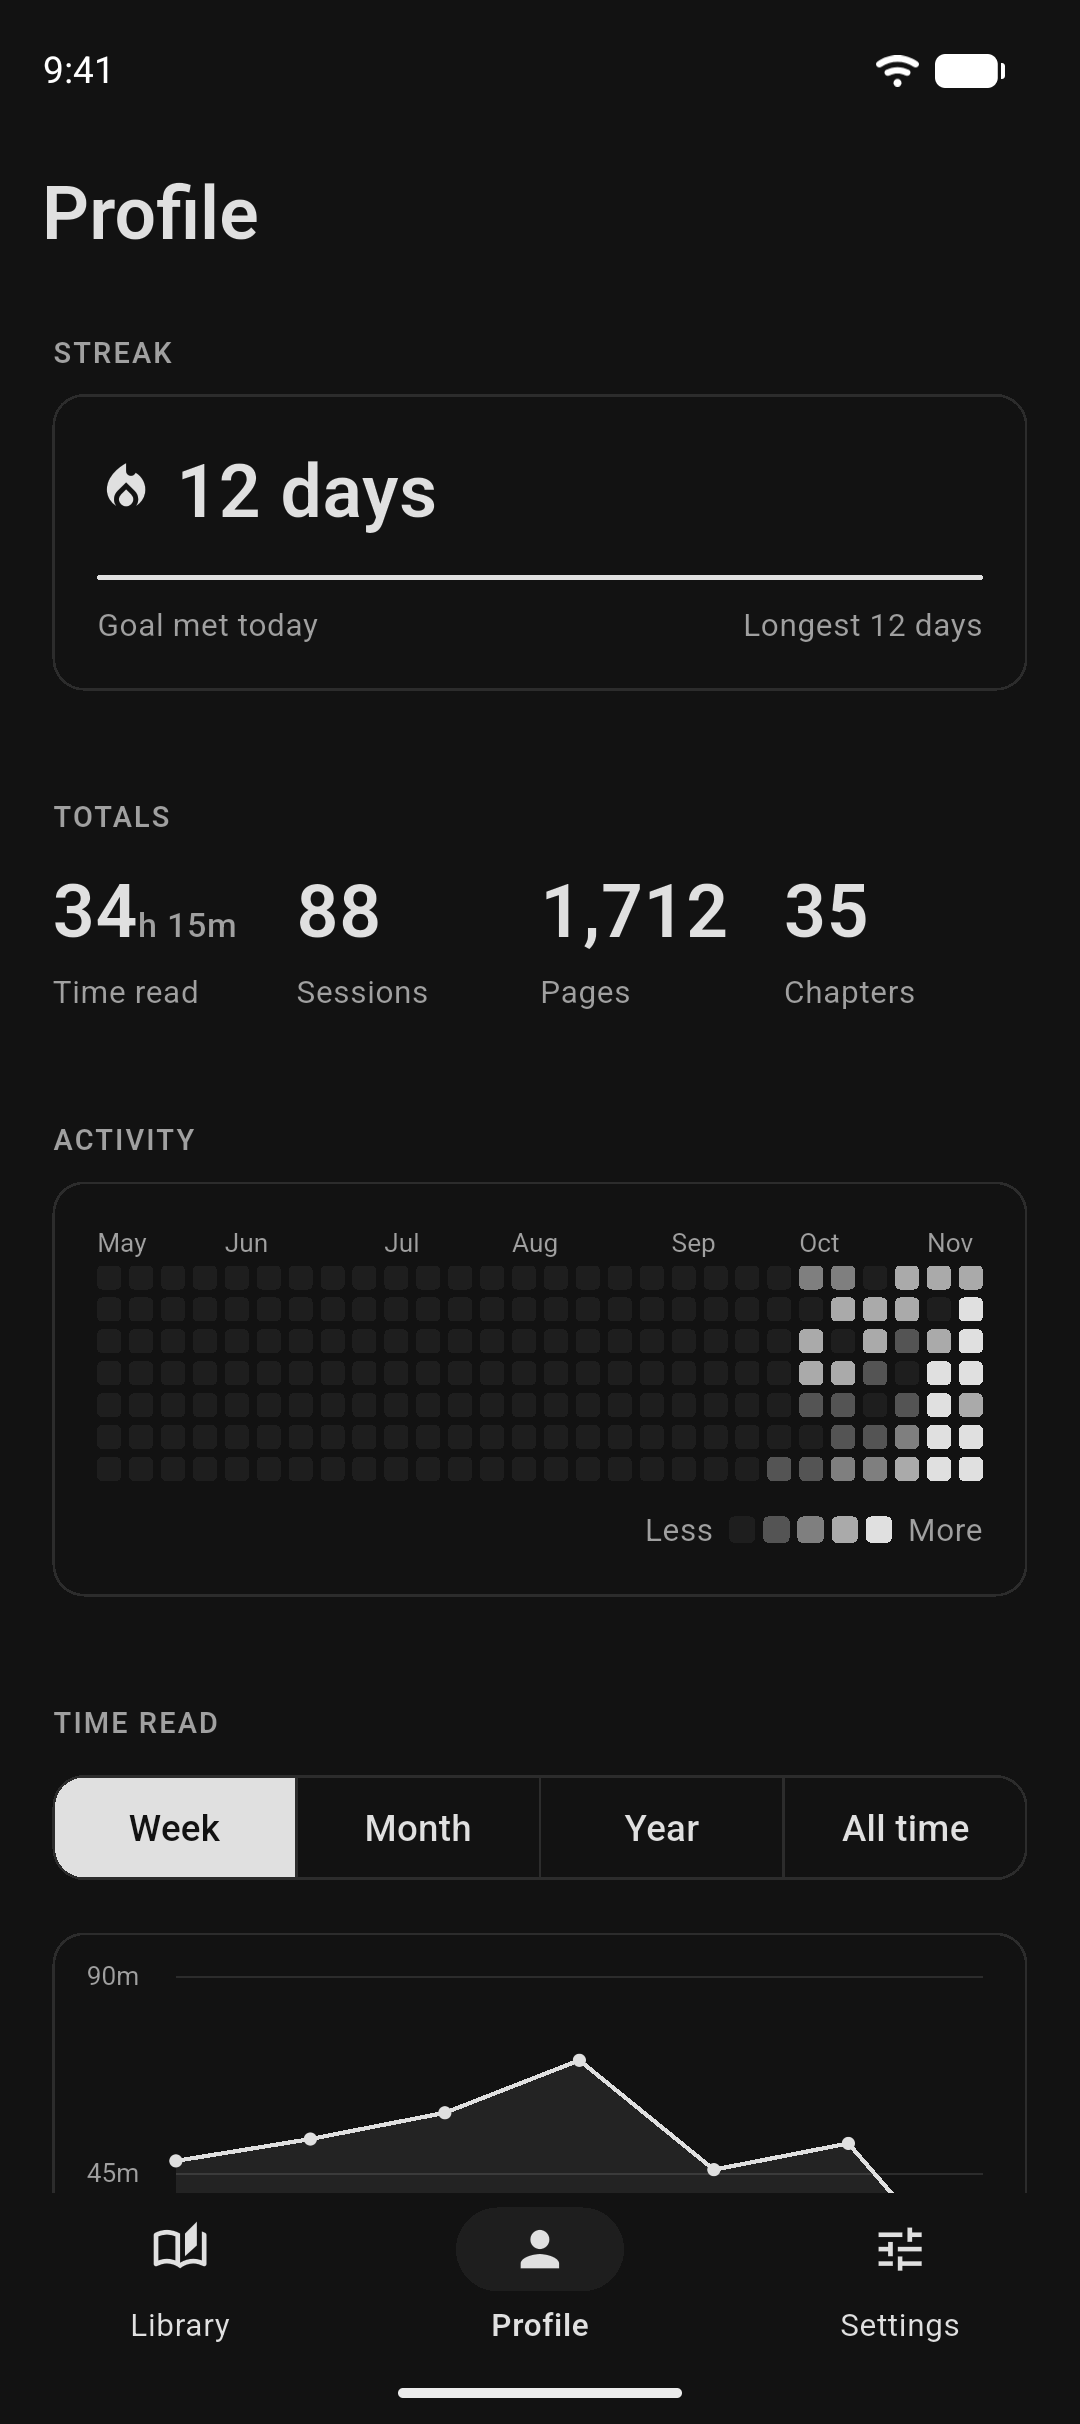 9:41
Profile
STREAK
12 days
Goal met today Longest 12 days
TOTALS
34h 15m 88 1,712 35
Time read Sessions Pages Chapters
ACTIVITY
May Jun Jul Aug Sep Oct Nov
Less More
TIME READ
Week Month Year All time
90m
45m
Library Profile Settings